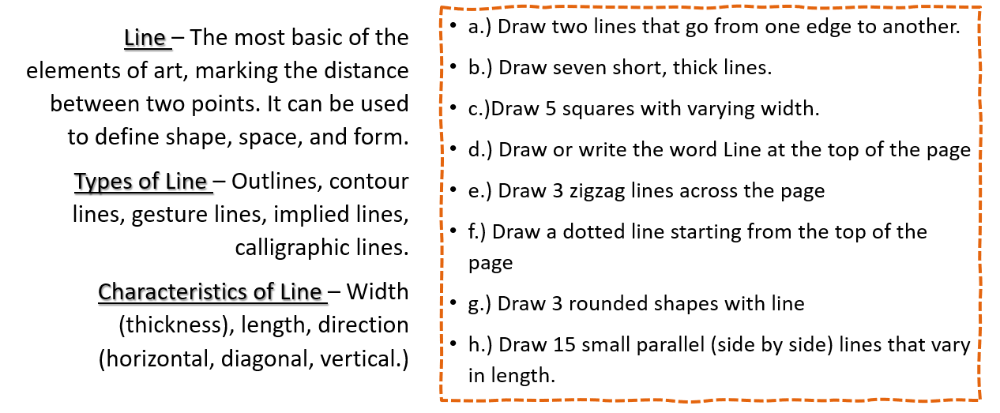 Line – The most basic of the
elements of art, marking the distance
between two points. It can be used
to define shape, space, and form.
Types of Line – Outlines, contour
lines, gesture lines, implied lines,
calligraphic lines.
Characteristics of Line – Width
(thickness), length, direction
(horizontal, diagonal, vertical.)
• a.) Draw two lines that go from one edge to another.
• b.) Draw seven short, thick lines.
• c.)Draw 5 squares with varying width.
• d.) Draw or write the word Line at the top of the page
• e.) Draw 3 zigzag lines across the page
• f.) Draw a dotted line starting from the top of the
page
• g.) Draw 3 rounded shapes with line
• h.) Draw 15 small parallel (side by side) lines that vary
in length.